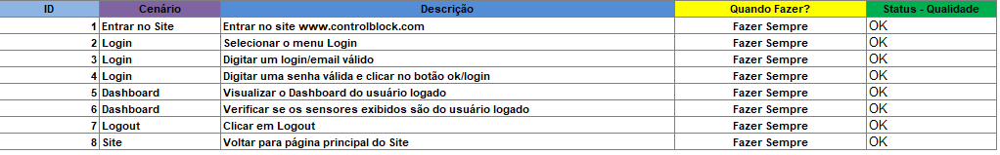 ID Cenário Descrição Quando Fazer? Status - Qualidade
1 Entrar no Site Entrar no site www.controlblock.com Fazer Sempre OK
2 Login Selecionar o menu Login Fazer Sempre OK
3 Login Digitar um login/email válido Fazer Sempre OK
4 Login Digitar uma senha válida e clicar no botão ok/login Fazer Sempre OK
5 Dashboard Visualizar o Dashboard do usuário logado Fazer Sempre OK
6 Dashboard Verificar se os sensores exibidos são do usuário logado Fazer Sempre OK
7 Logout Clicar em Logout Fazer Sempre OK
8 Site Voltar para página principal do Site Fazer Sempre OK